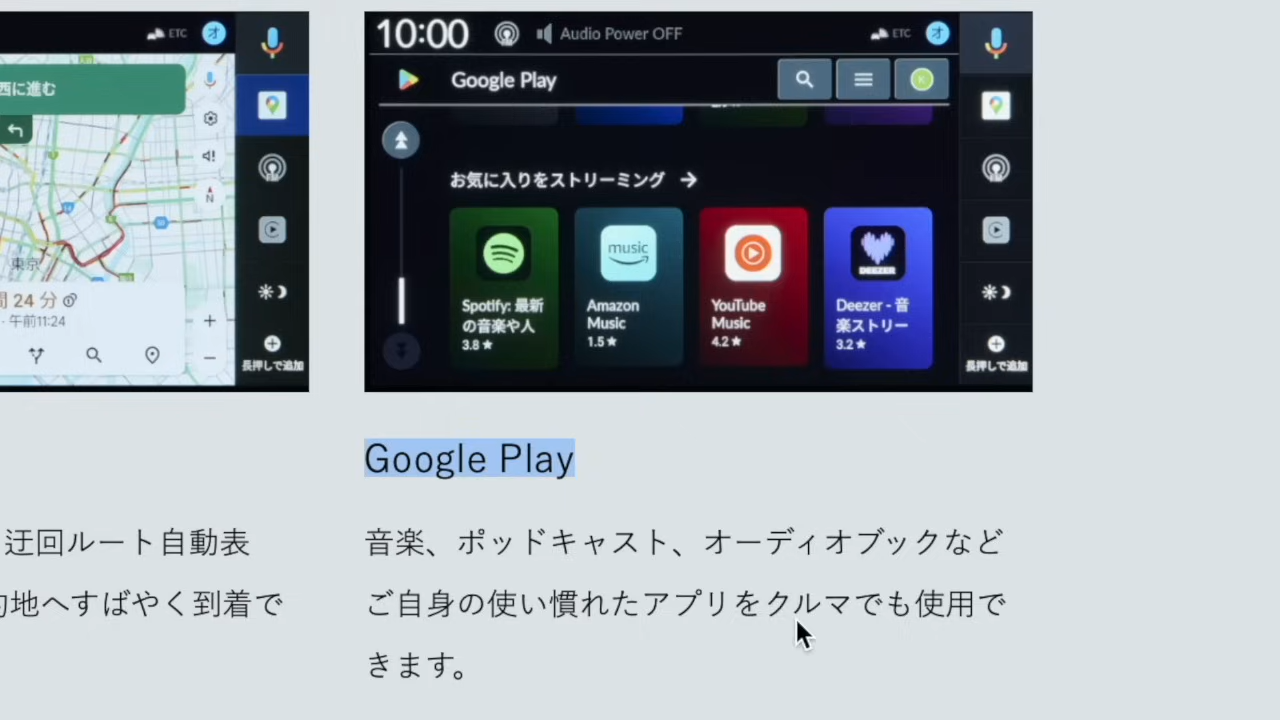 ETC
オ
西に進む
N
東京
間 24 分
- 午前11:24
長押しで追加
10:00
Audio Power OFF
ETC
オ
Google Play
お気に入りをストリーミング →
Spotify: 最新
の音楽や人
3.8 ★
music
Amazon
Music
1.5 ★
YouTube
Music
4.2 ★
DEEZER
Deezer - 音
楽ストリー
3.2 ★
長押しで追加
迂回ルート自動表
的地へすばやく到着で
Google Play
音楽、ポッドキャスト、オーディオブックなど
ご自身の使い慣れたアプリをクルマでも使用で
きます。